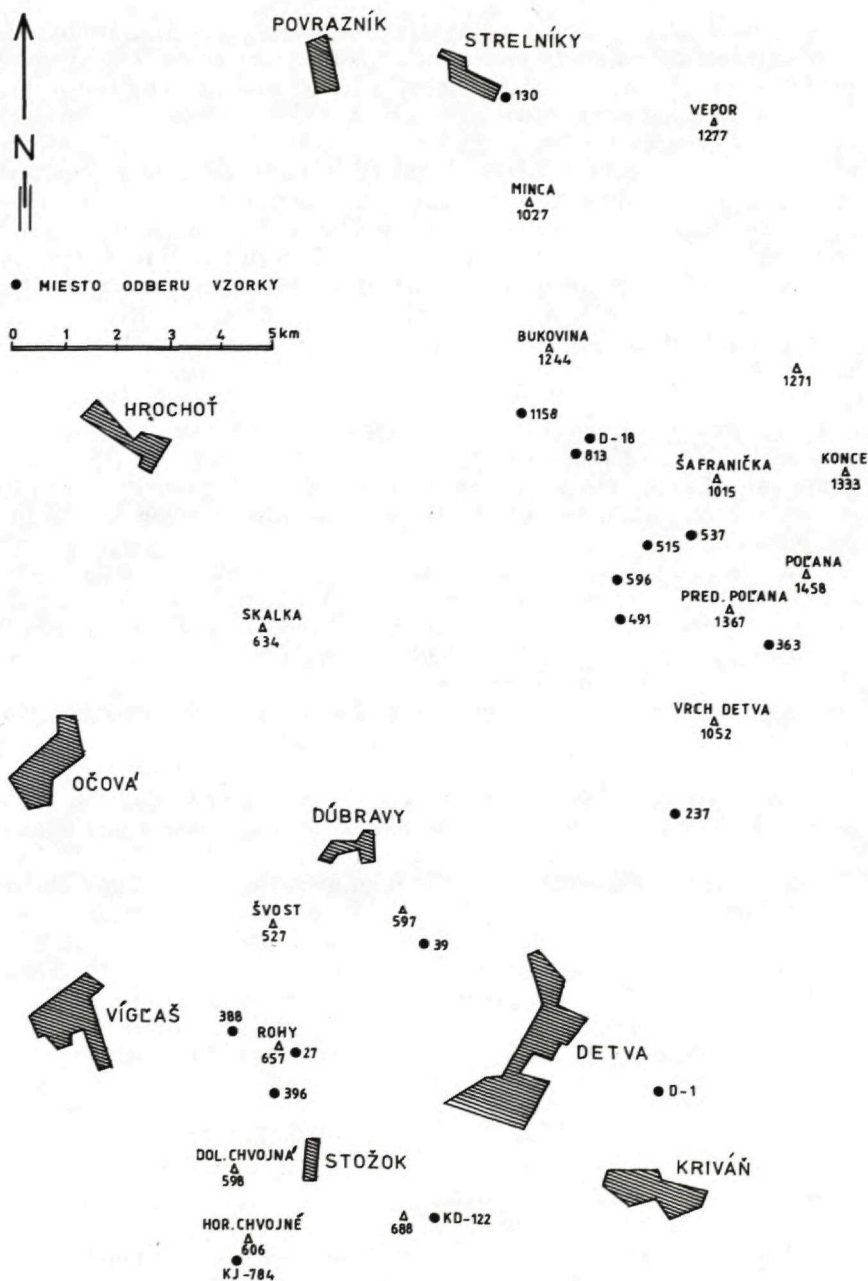 POVRAZNÍK
STRELNÍKY
130
VEPOR
1277
N
MINCA
1027
MIESTO ODBERU VZORKY
0 1 2 3 4 5 km
BUKOVINA
1244
1271
HROCHOŤ
1158
D-18
813
ŠAFRANIČKA
1015
KONCE
1333
537
515
POĽANA
1458
596
PRED. POĽANA
1367
SKALKA
634
491
363
VRCH DETVA
1052
OČOVÁ
237
DÚBRAVY
ŠVOST
527
597
39
VÍGĽAŠ
388
ROHY
657
27
DETVA
396
D-1
DOL. CHVOJNÁ
598
STOŽOK
KRIVÁŇ
HOR. CHVOJNÉ
606
688
KD-122
KJ-784